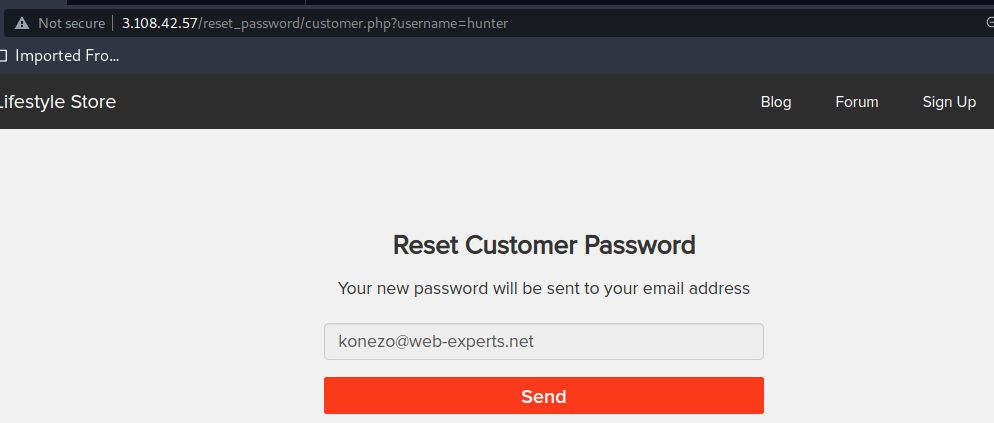 Not secure 3.108.42.57/reset_password/customer.php?username=hunter
Imported Fro...
Lifestyle Store Blog Forum Sign Up
Reset Customer Password
Your new password will be sent to your email address
konezo@web-experts.net
Send